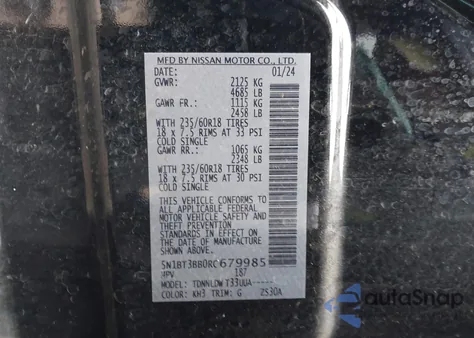 MFD BY NISSAN MOTOR CO., LTD.
DATE: 01/24
GVWR: 2125 KG
4685 LB
GAWR FR.: 1115 KG
2458 LB
WITH 235/60R18 TIRES
18 x 7.5 RIMS AT 33 PSI
COLD SINGLE
GAWR RR.: 1065 KG
2348 LB
WITH 235/60R18 TIRES
18 x 7.5 RIMS AT 30 PSI
COLD SINGLE
THIS VEHICLE CONFORMS TO
ALL APPLICABLE FEDERAL
MOTOR VEHICLE SAFETY AND
THEFT PREVENTION
STANDARDS IN EFFECT ON
THE DATE OF MANUFACTURE
SHOWN ABOVE.
5N1BT3BB0RC679985
MPV 187
MODEL: TDNNLDW T33UUA-----
COLOR: KH3 TRIM: G 2S30A
AutoSnap